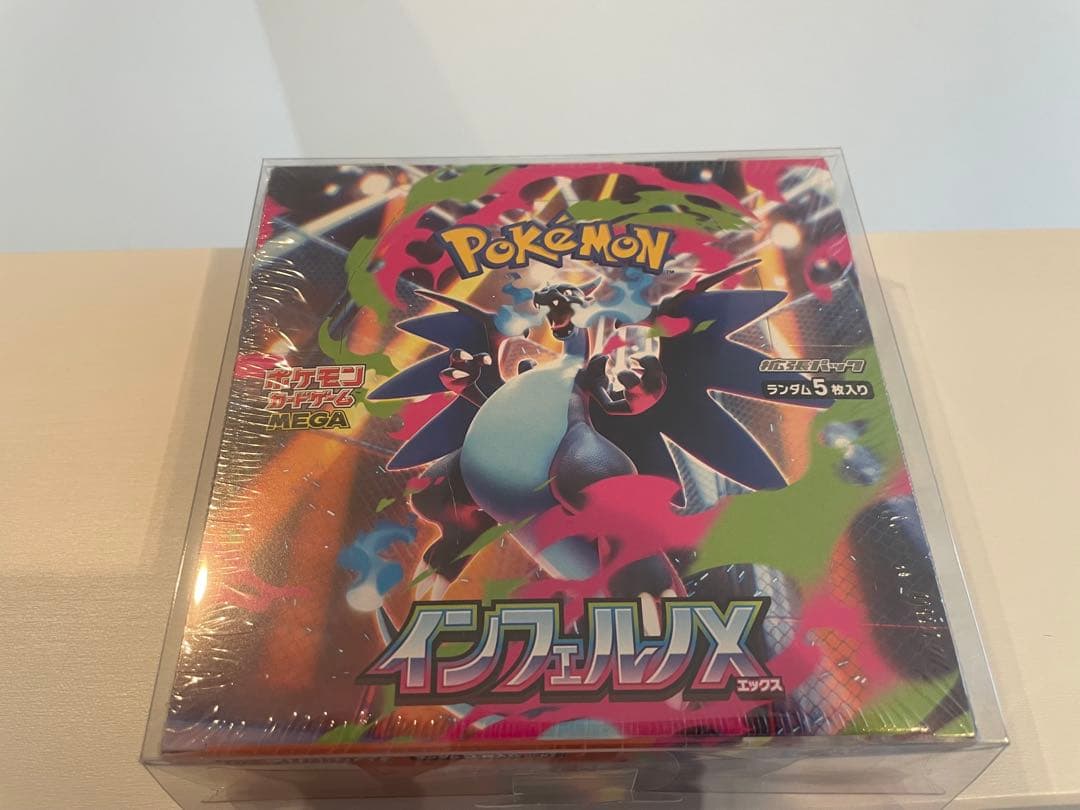 POKéMON
TM
ポケモン
カードゲーム
MEGA
拡張パック
ランダム5枚入り
インフェルノX
エックス